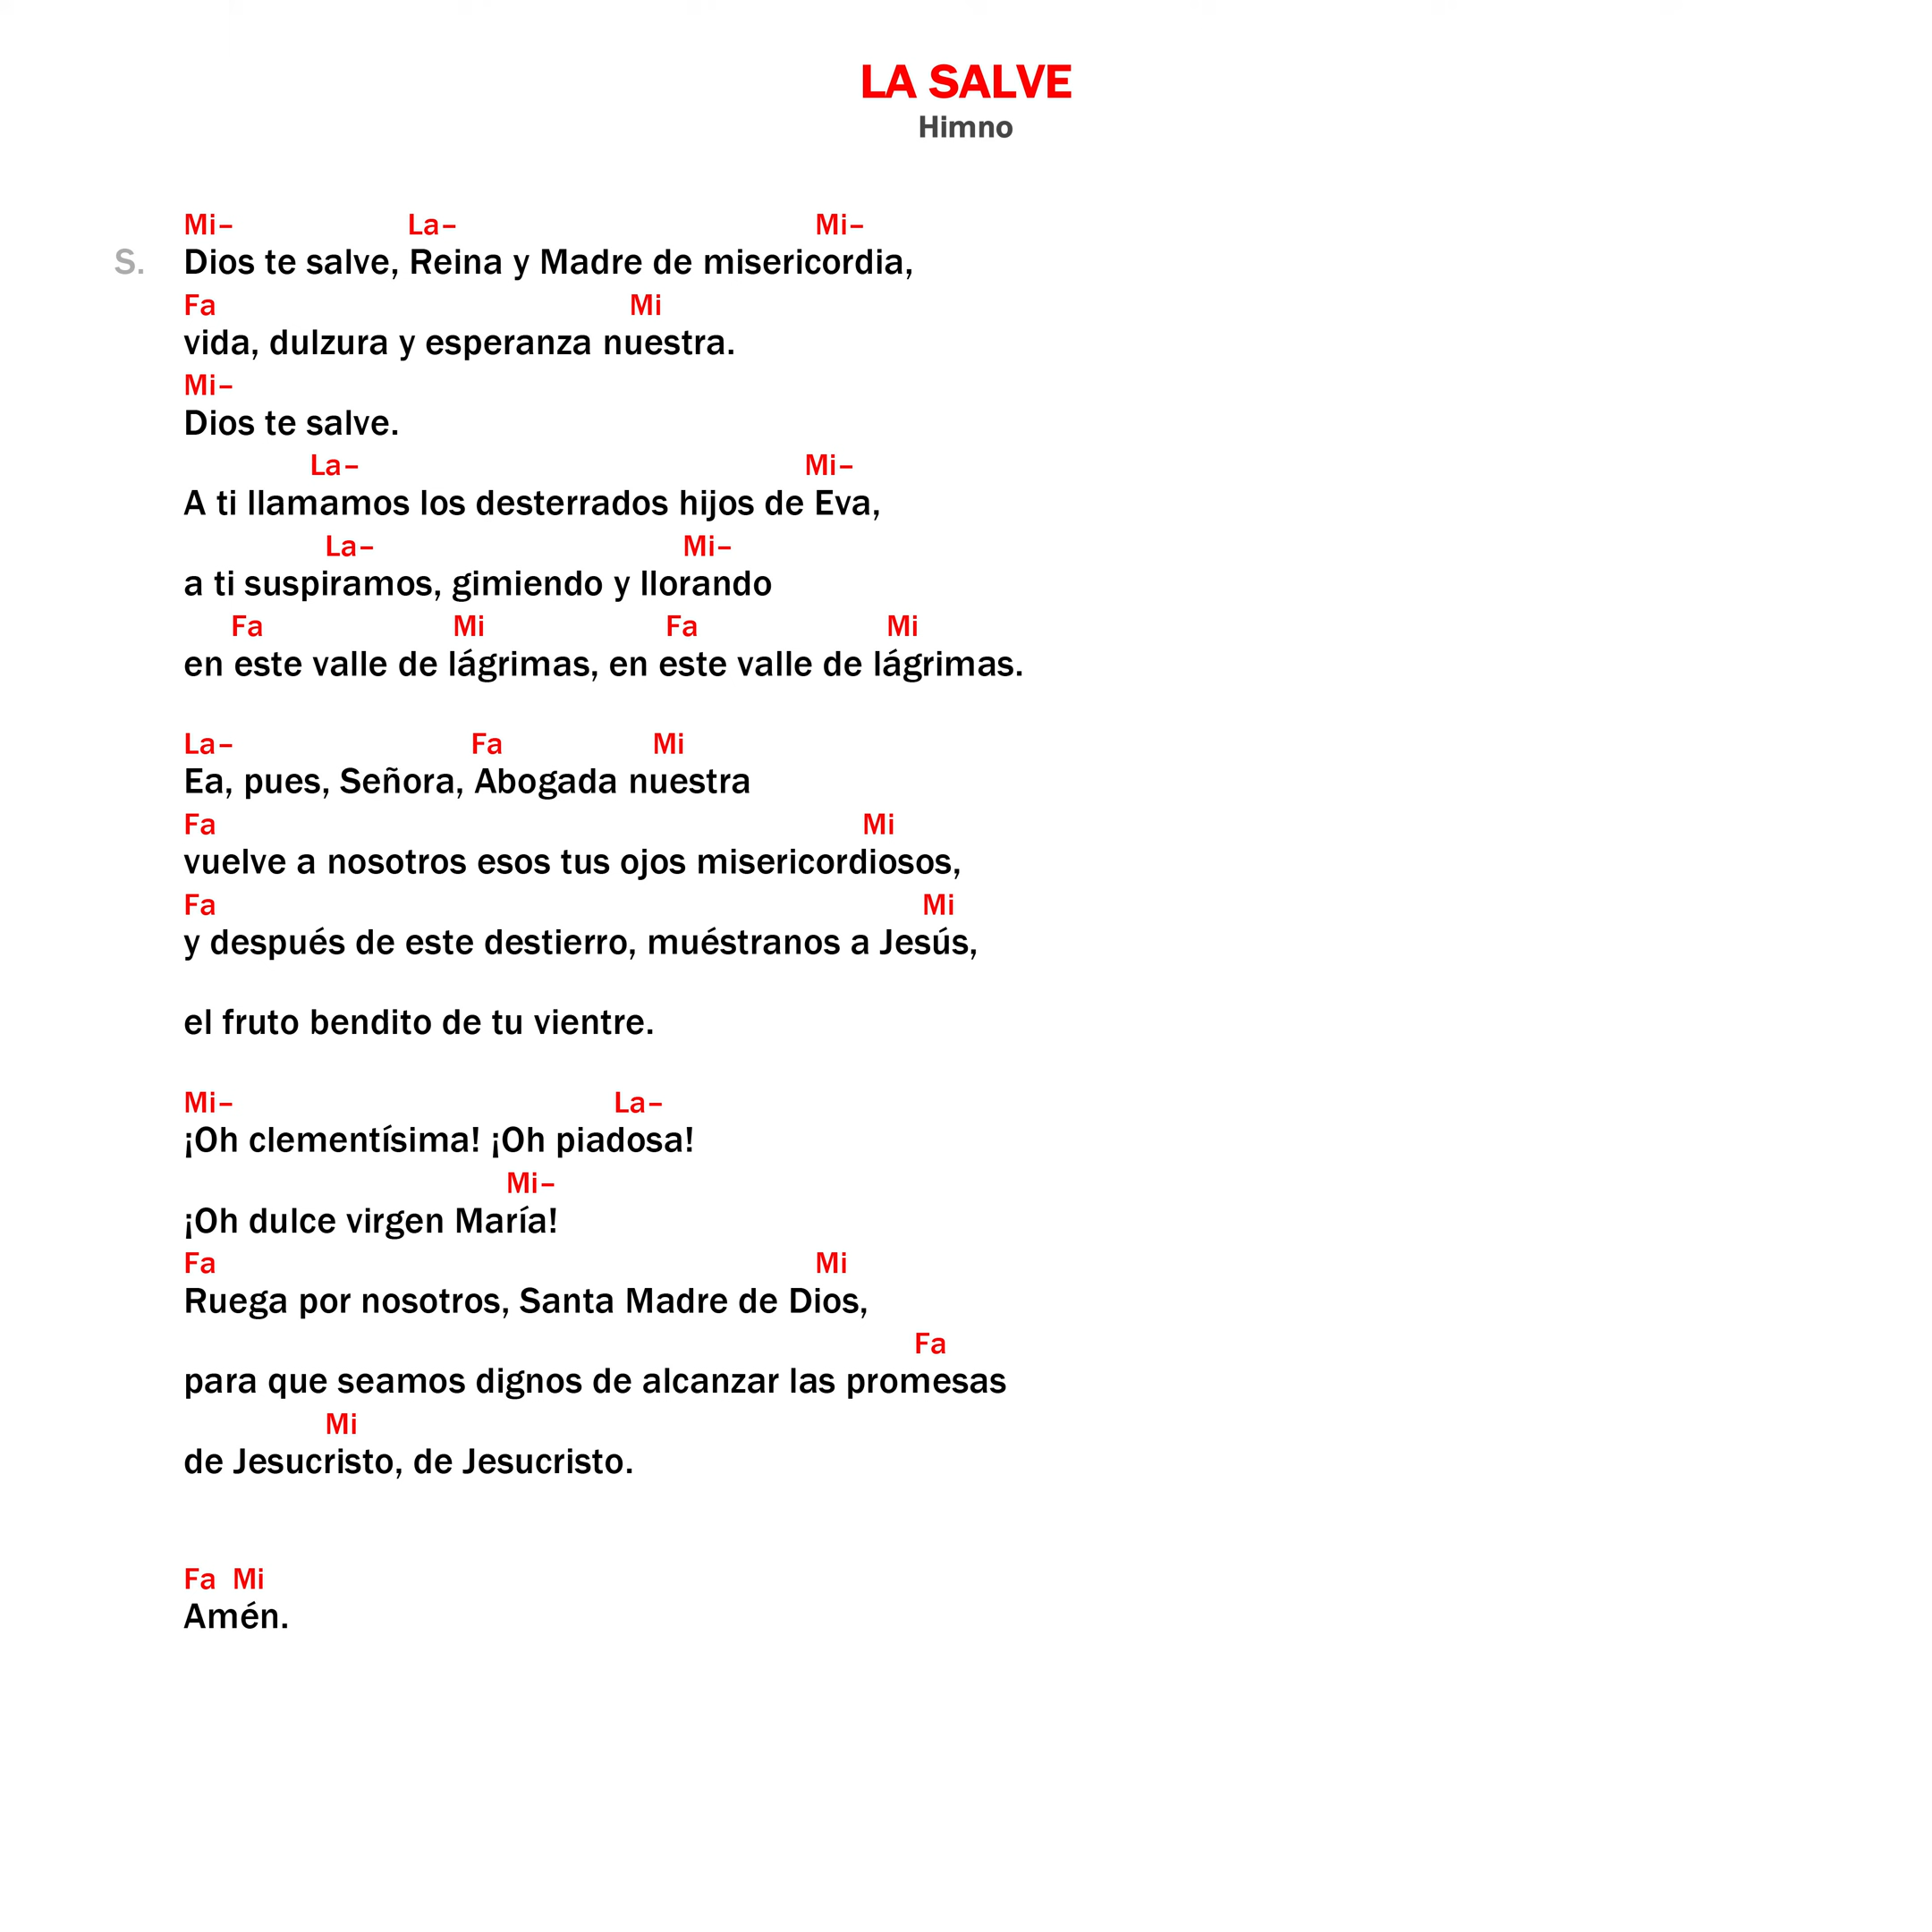 LA SALVE
Himno
Mi– La– Mi–
S. Dios te salve, Reina y Madre de misericordia,
Fa Mi
vida, dulzura y esperanza nuestra.
Mi–
Dios te salve.
La– Mi–
A ti llamamos los desterrados hijos de Eva,
La– Mi–
a ti suspiramos, gimiendo y llorando
Fa Mi Fa Mi
en este valle de lágrimas, en este valle de lágrimas.
La– Fa Mi
Ea, pues, Señora, Abogada nuestra
Fa Mi
vuelve a nosotros esos tus ojos misericordiosos,
Fa Mi
y después de este destierro, muéstranos a Jesús,
el fruto bendito de tu vientre.
Mi– La–
¡Oh clementísima! ¡Oh piadosa!
Mi–
¡Oh dulce virgen María!
Fa Mi
Ruega por nosotros, Santa Madre de Dios,
Fa
para que seamos dignos de alcanzar las promesas
Mi
de Jesucristo, de Jesucristo.
Fa Mi
Amén.